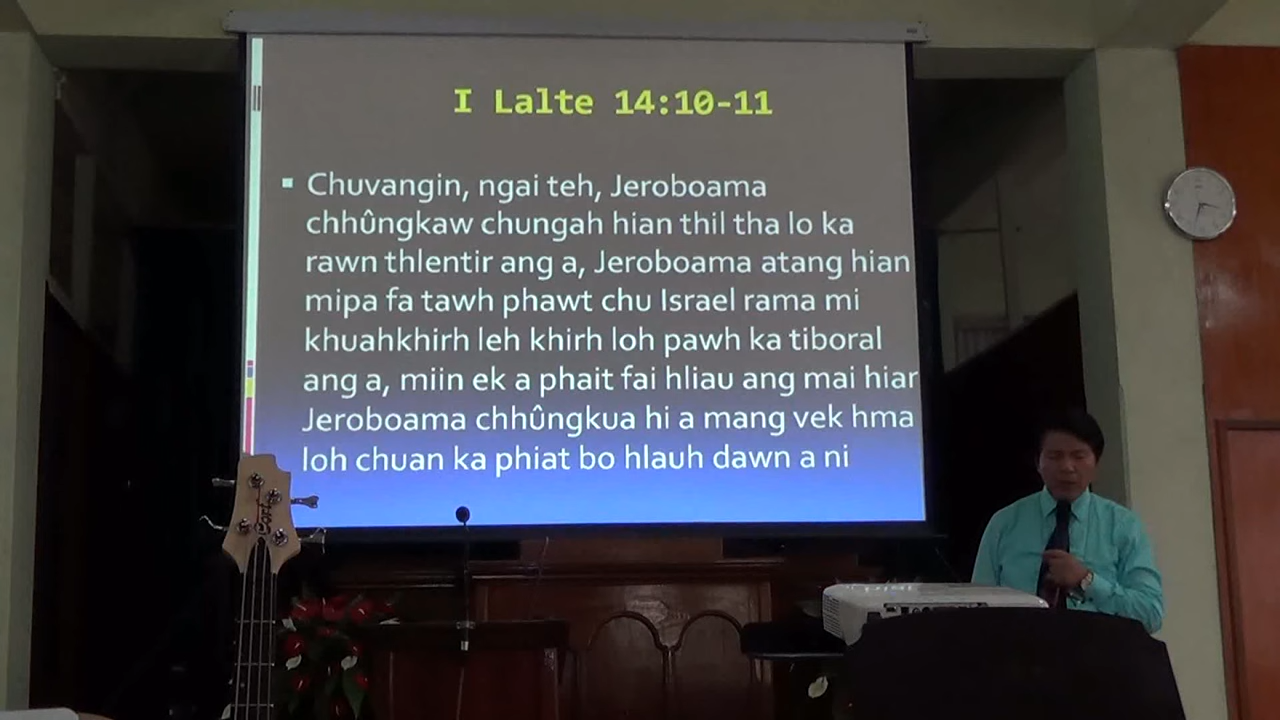 I Lalte 14:10-11
▪ Chuvangin, ngai teh, Jeroboama
chhûngkaw chungah hian thil tha lo ka
rawn thlentir ang a, Jeroboama atang hian
mipa fa tawh phawt chu Israel rama mi
khuahkhirh leh khirh loh pawh ka tiboral
ang a, miin ek a phait fai hliau ang mai hiar
Jeroboama chhûngkua hi a mang vek hma
loh chuan ka phiat bo hlauh dawn a ni
Cort